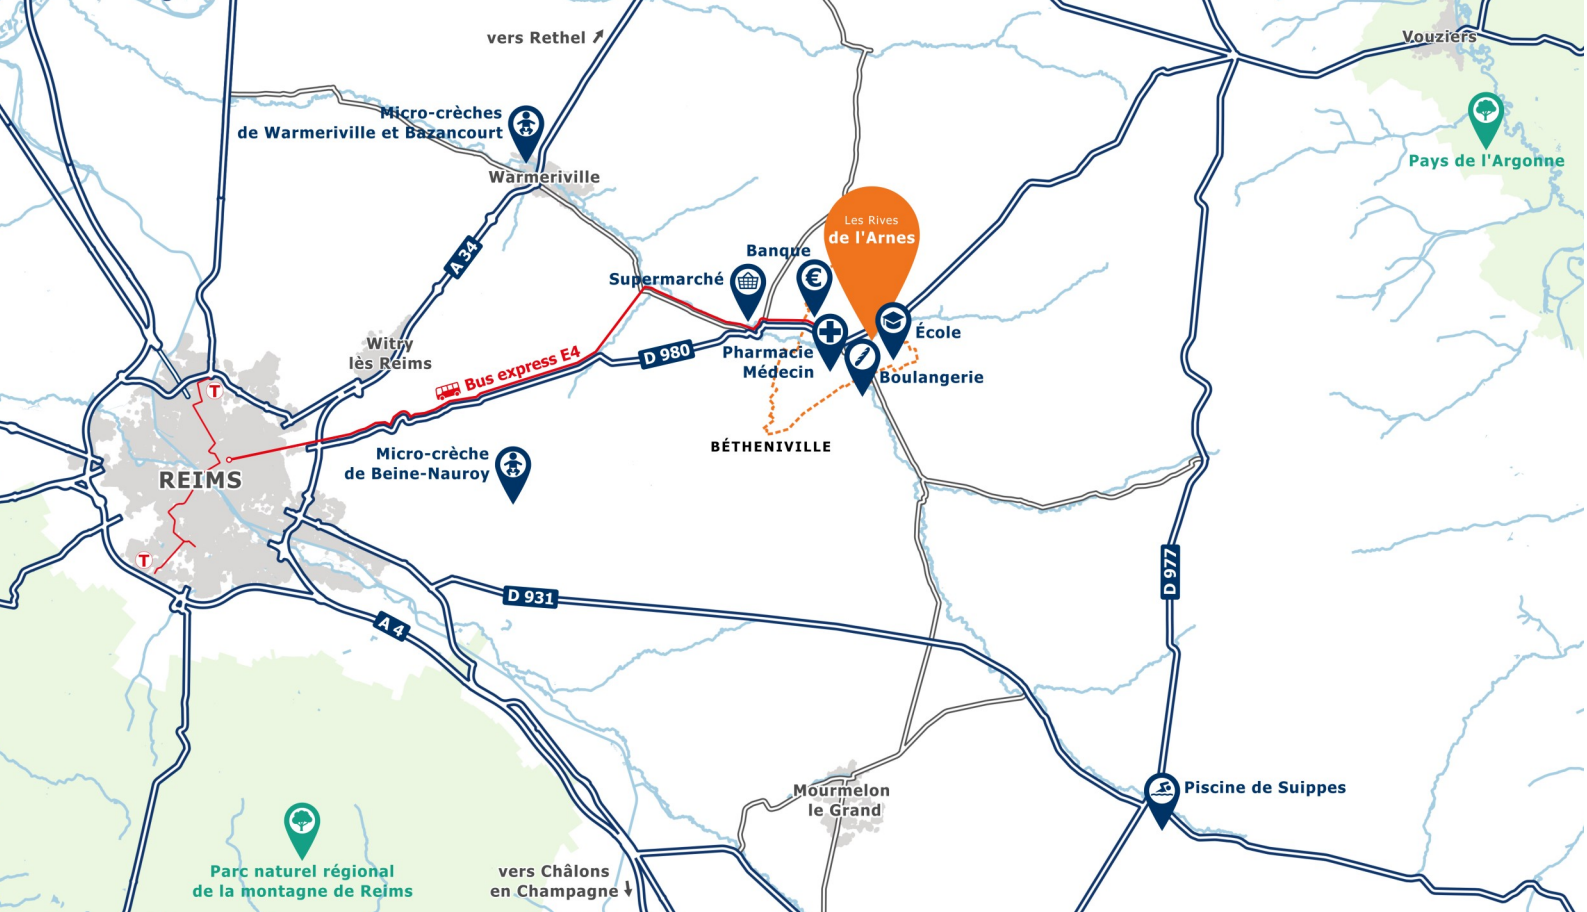 vers Rethel
Vouziers
Micro-crèches
de Warmeriville et Bazancourt
Warmeriville
Pays de l'Argonne
Les Rives
de l'Arnes
A 34
Banque
€
Supermarché
École
Witry
lès Reims
Bus express E4
D 980
Pharmacie
Médecin
Boulangerie
T
BÉTHENIVILLE
Micro-crèche
de Beine-Nauroy
REIMS
T
D 931
D 977
A 4
Mourmelon
le Grand
Piscine de Suippes
Parc naturel régional
de la montagne de Reims
vers Châlons
en Champagne